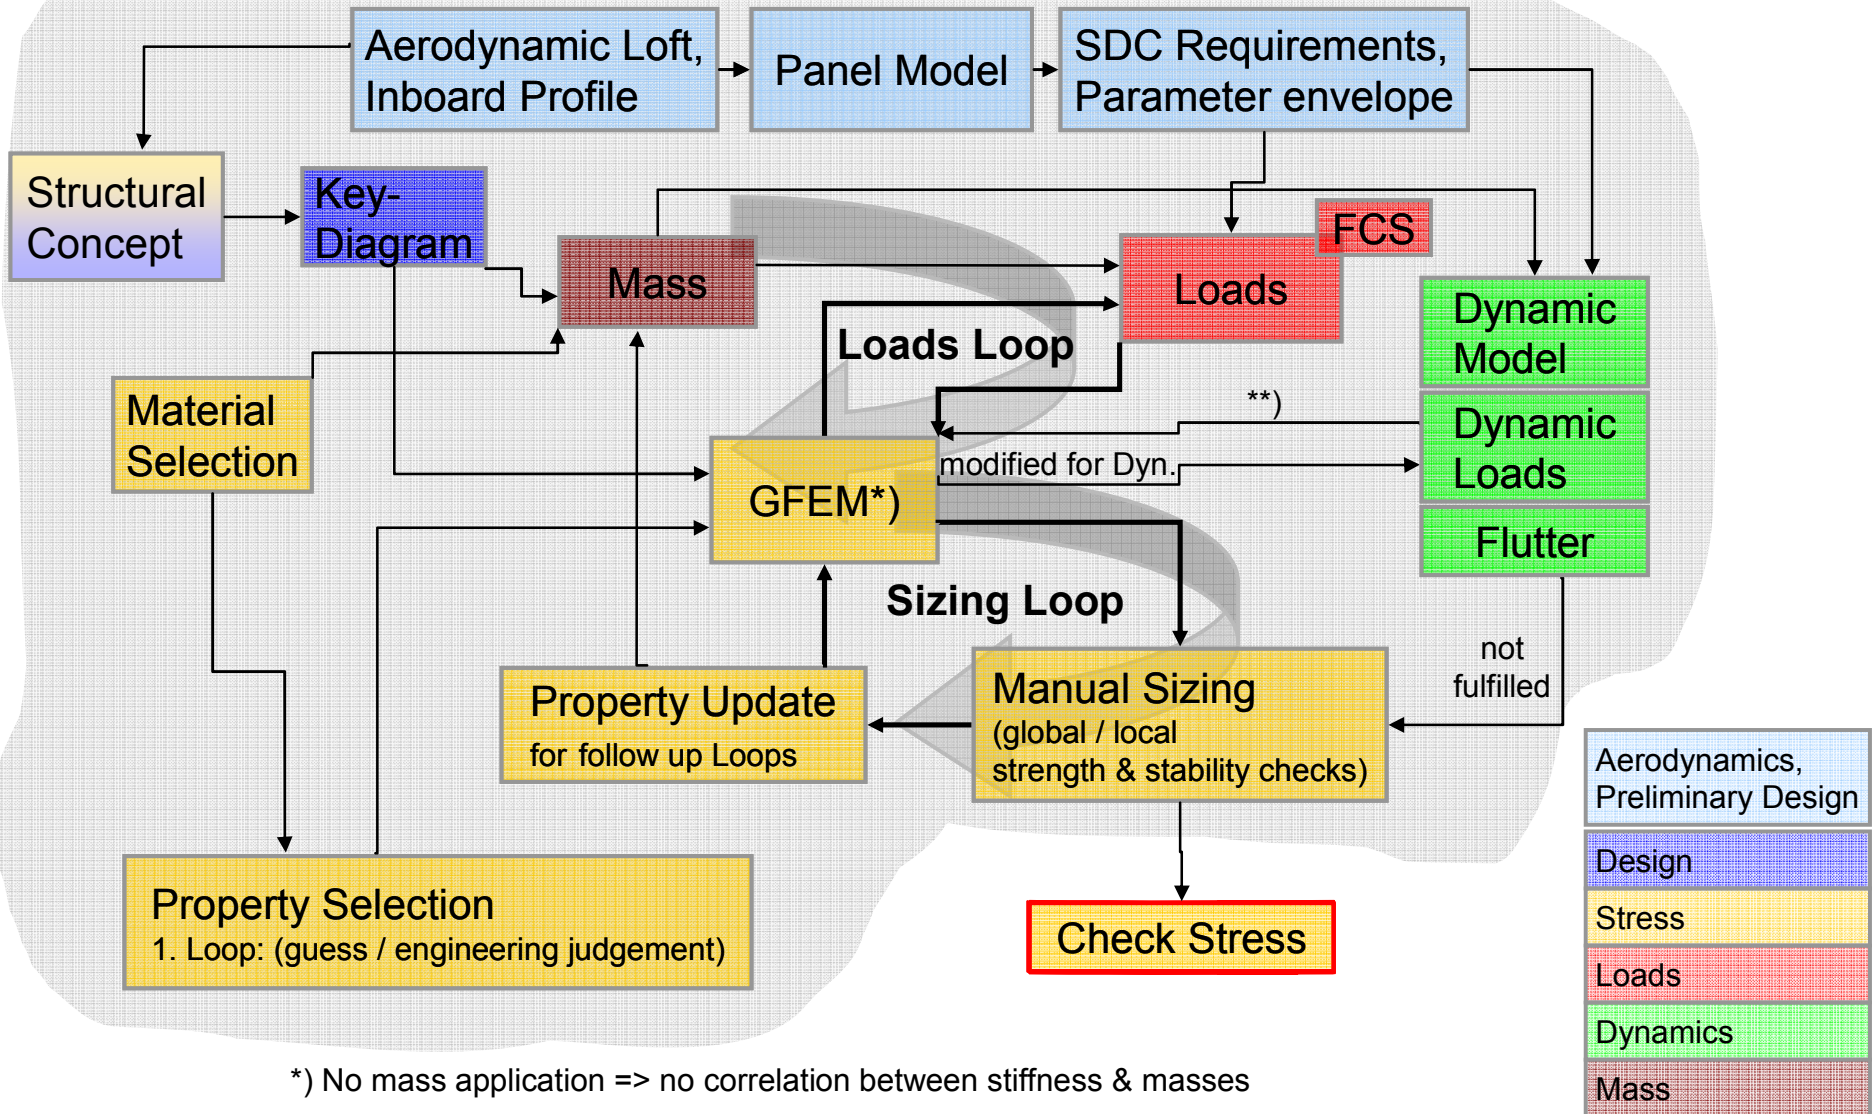 Aerodynamic Loft,
Inboard Profile
Panel Model
SDC Requirements,
Parameter envelope
Structural
Concept
Key-
Diagram
Mass
FCS
Loads
Dynamic
Model
Loads Loop
Material
Selection
**)
Dynamic
Loads
modified for Dyn.
GFEM*)
Flutter
Sizing Loop
not
fulfilled
Property Update
for follow up Loops
Manual Sizing
(global / local
strength & stability checks)
Property Selection
1. Loop: (guess / engineering judgement)
Check Stress
Aerodynamics,
Preliminary Design
Design
Stress
Loads
Dynamics
Mass
*) No mass application => no correlation between stiffness & masses